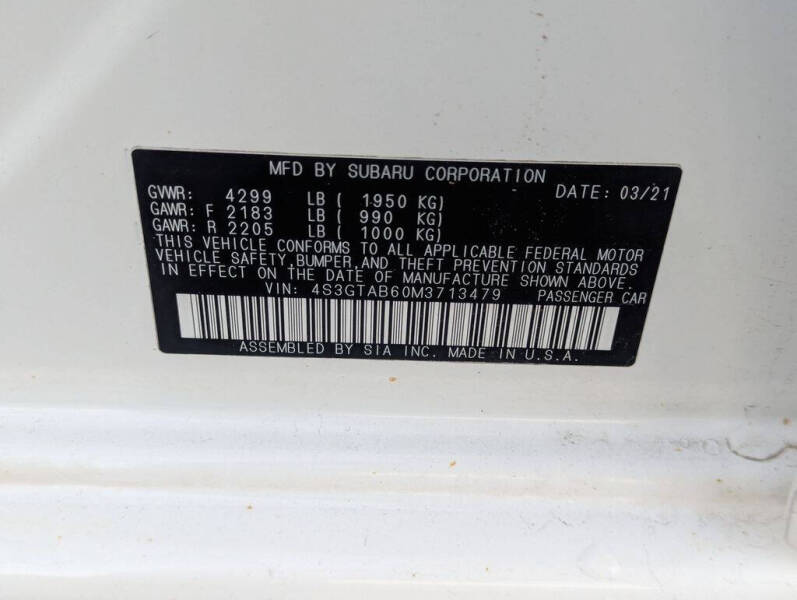 MFD BY SUBARU CORPORATION
GVWR: 4299 LB ( 1950 KG) DATE: 03/21
GAWR: F 2183 LB ( 990 KG)
GAWR: R 2205 LB ( 1000 KG)
THIS VEHICLE CONFORMS TO ALL APPLICABLE FEDERAL MOTOR
VEHICLE SAFETY, BUMPER, AND THEFT PREVENTION STANDARDS
IN EFFECT ON THE DATE OF MANUFACTURE SHOWN ABOVE.
VIN: 4S3GTAB60M3713479 PASSENGER CAR
ASSEMBLED BY SIA INC. MADE IN U.S.A.